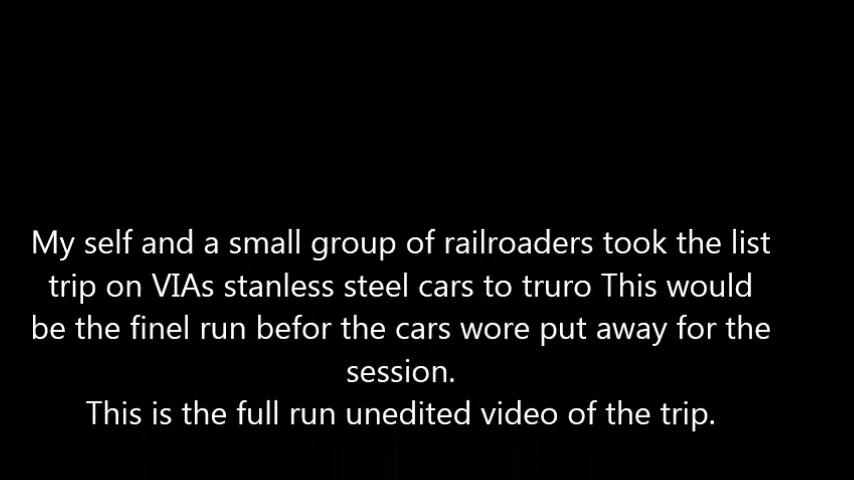 My self and a small group of railroaders took the list
trip on VIAs stanless steel cars to truro This would
be the finel run befor the cars wore put away for the
session.
This is the full run unedited video of the trip.